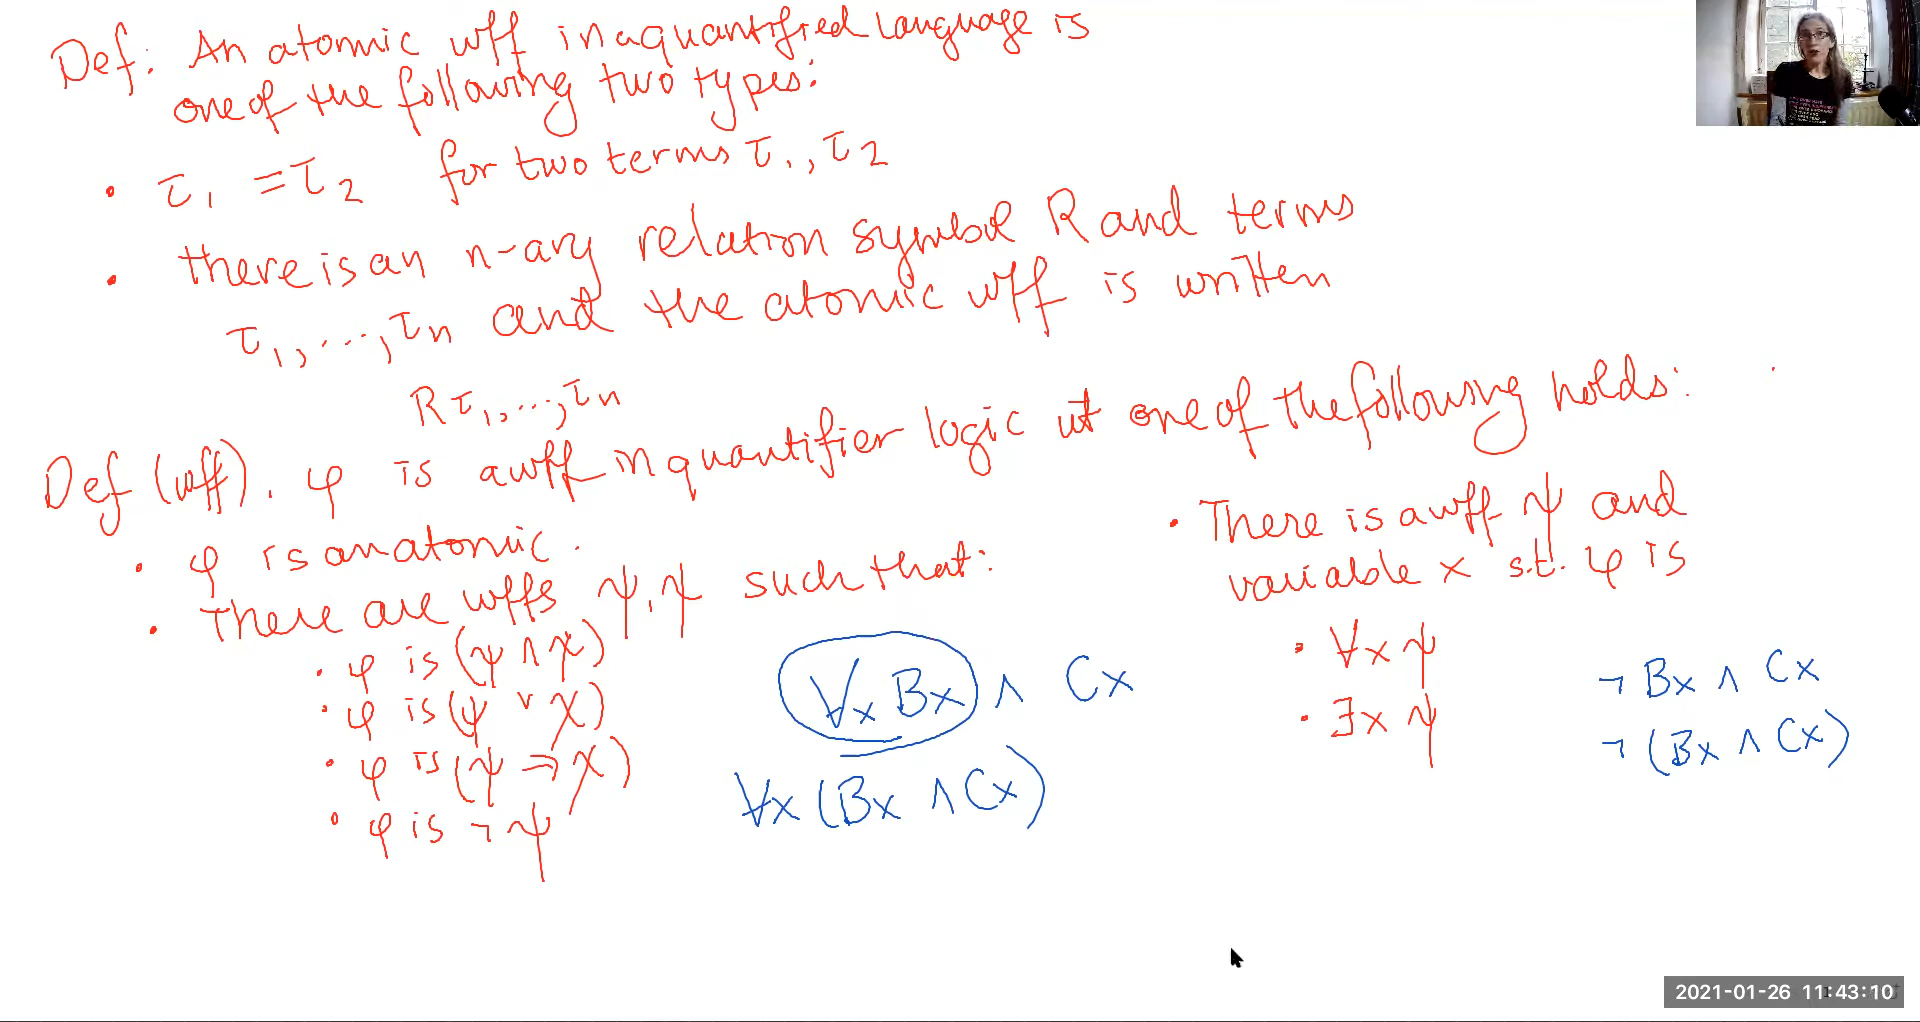 Def: An atomic wff in a quantified language is
one of the following two types:
• τ₁ = τ₂ for two terms τ₁, τ₂
• there is an n-ary relation symbol R and terms
τ₁, ..., τn and the atomic wff is written
Rτ₁, ..., τn
Def (wff). φ is a wff in quantifier logic if one of the following holds:
• φ is an atomic.
• There are wffs ψ, χ such that:
• φ is (ψ ∧ χ)
• φ is (ψ ∨ χ)
• φ is (ψ → χ)
• φ is ¬ψ
∀x Bx ∧ Cx
∀x (Bx ∧ Cx)
• There is a wff ψ and
variable x s.t. φ is
• ∀x ψ
• ∃x ψ
¬ Bx ∧ Cx
¬ (Bx ∧ Cx)
2021-01-26 11:43:10